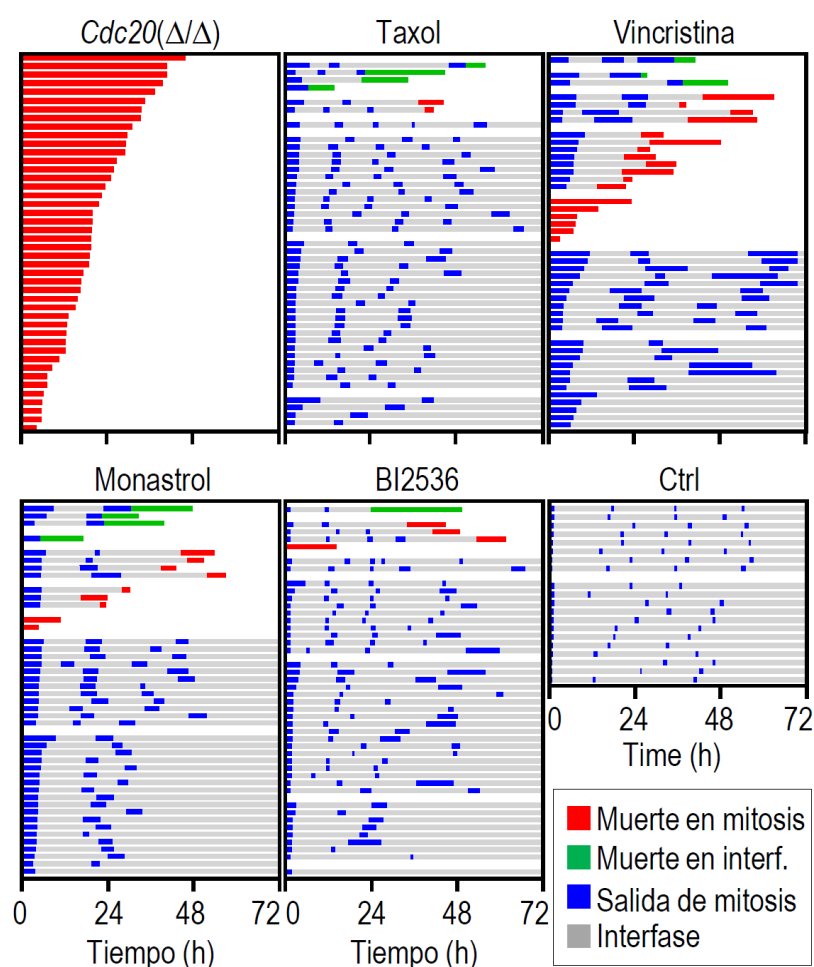 Cdc20(Δ/Δ)
Taxol
Vincristina
Monastrol
BI2536
Ctrl
0 24 48 72
Time (h)
Muerte en mitosis
Muerte en interf.
Salida de mitosis
Interfase
0 24 48 72 0 24 48 72
Tiempo (h)
Tiempo (h)